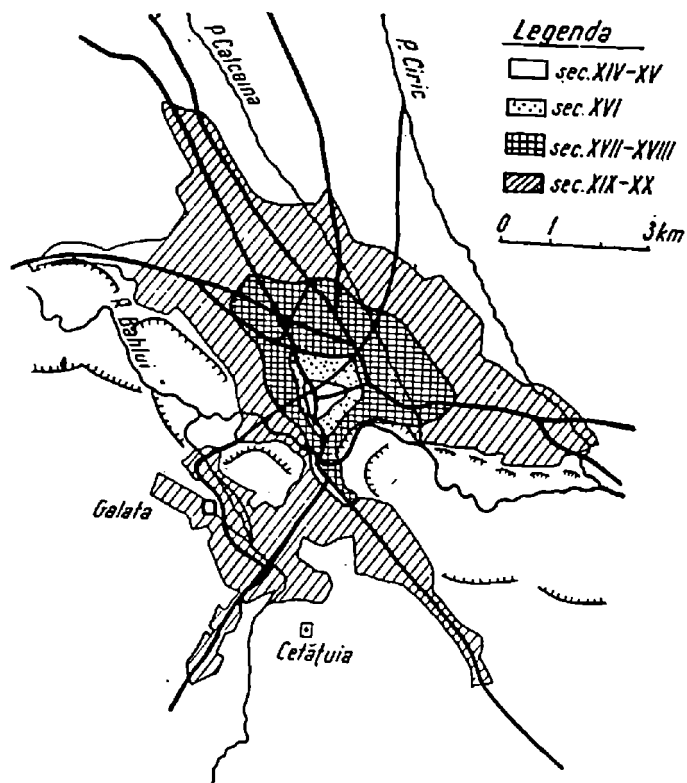 Legenda
sec. XIV-XV
sec. XVI
sec. XVII-XVIII
sec. XIX-XX
0 1 3km
P. Calcaina
P. Ciric
R. Bahlui
Galata
Cetățuia